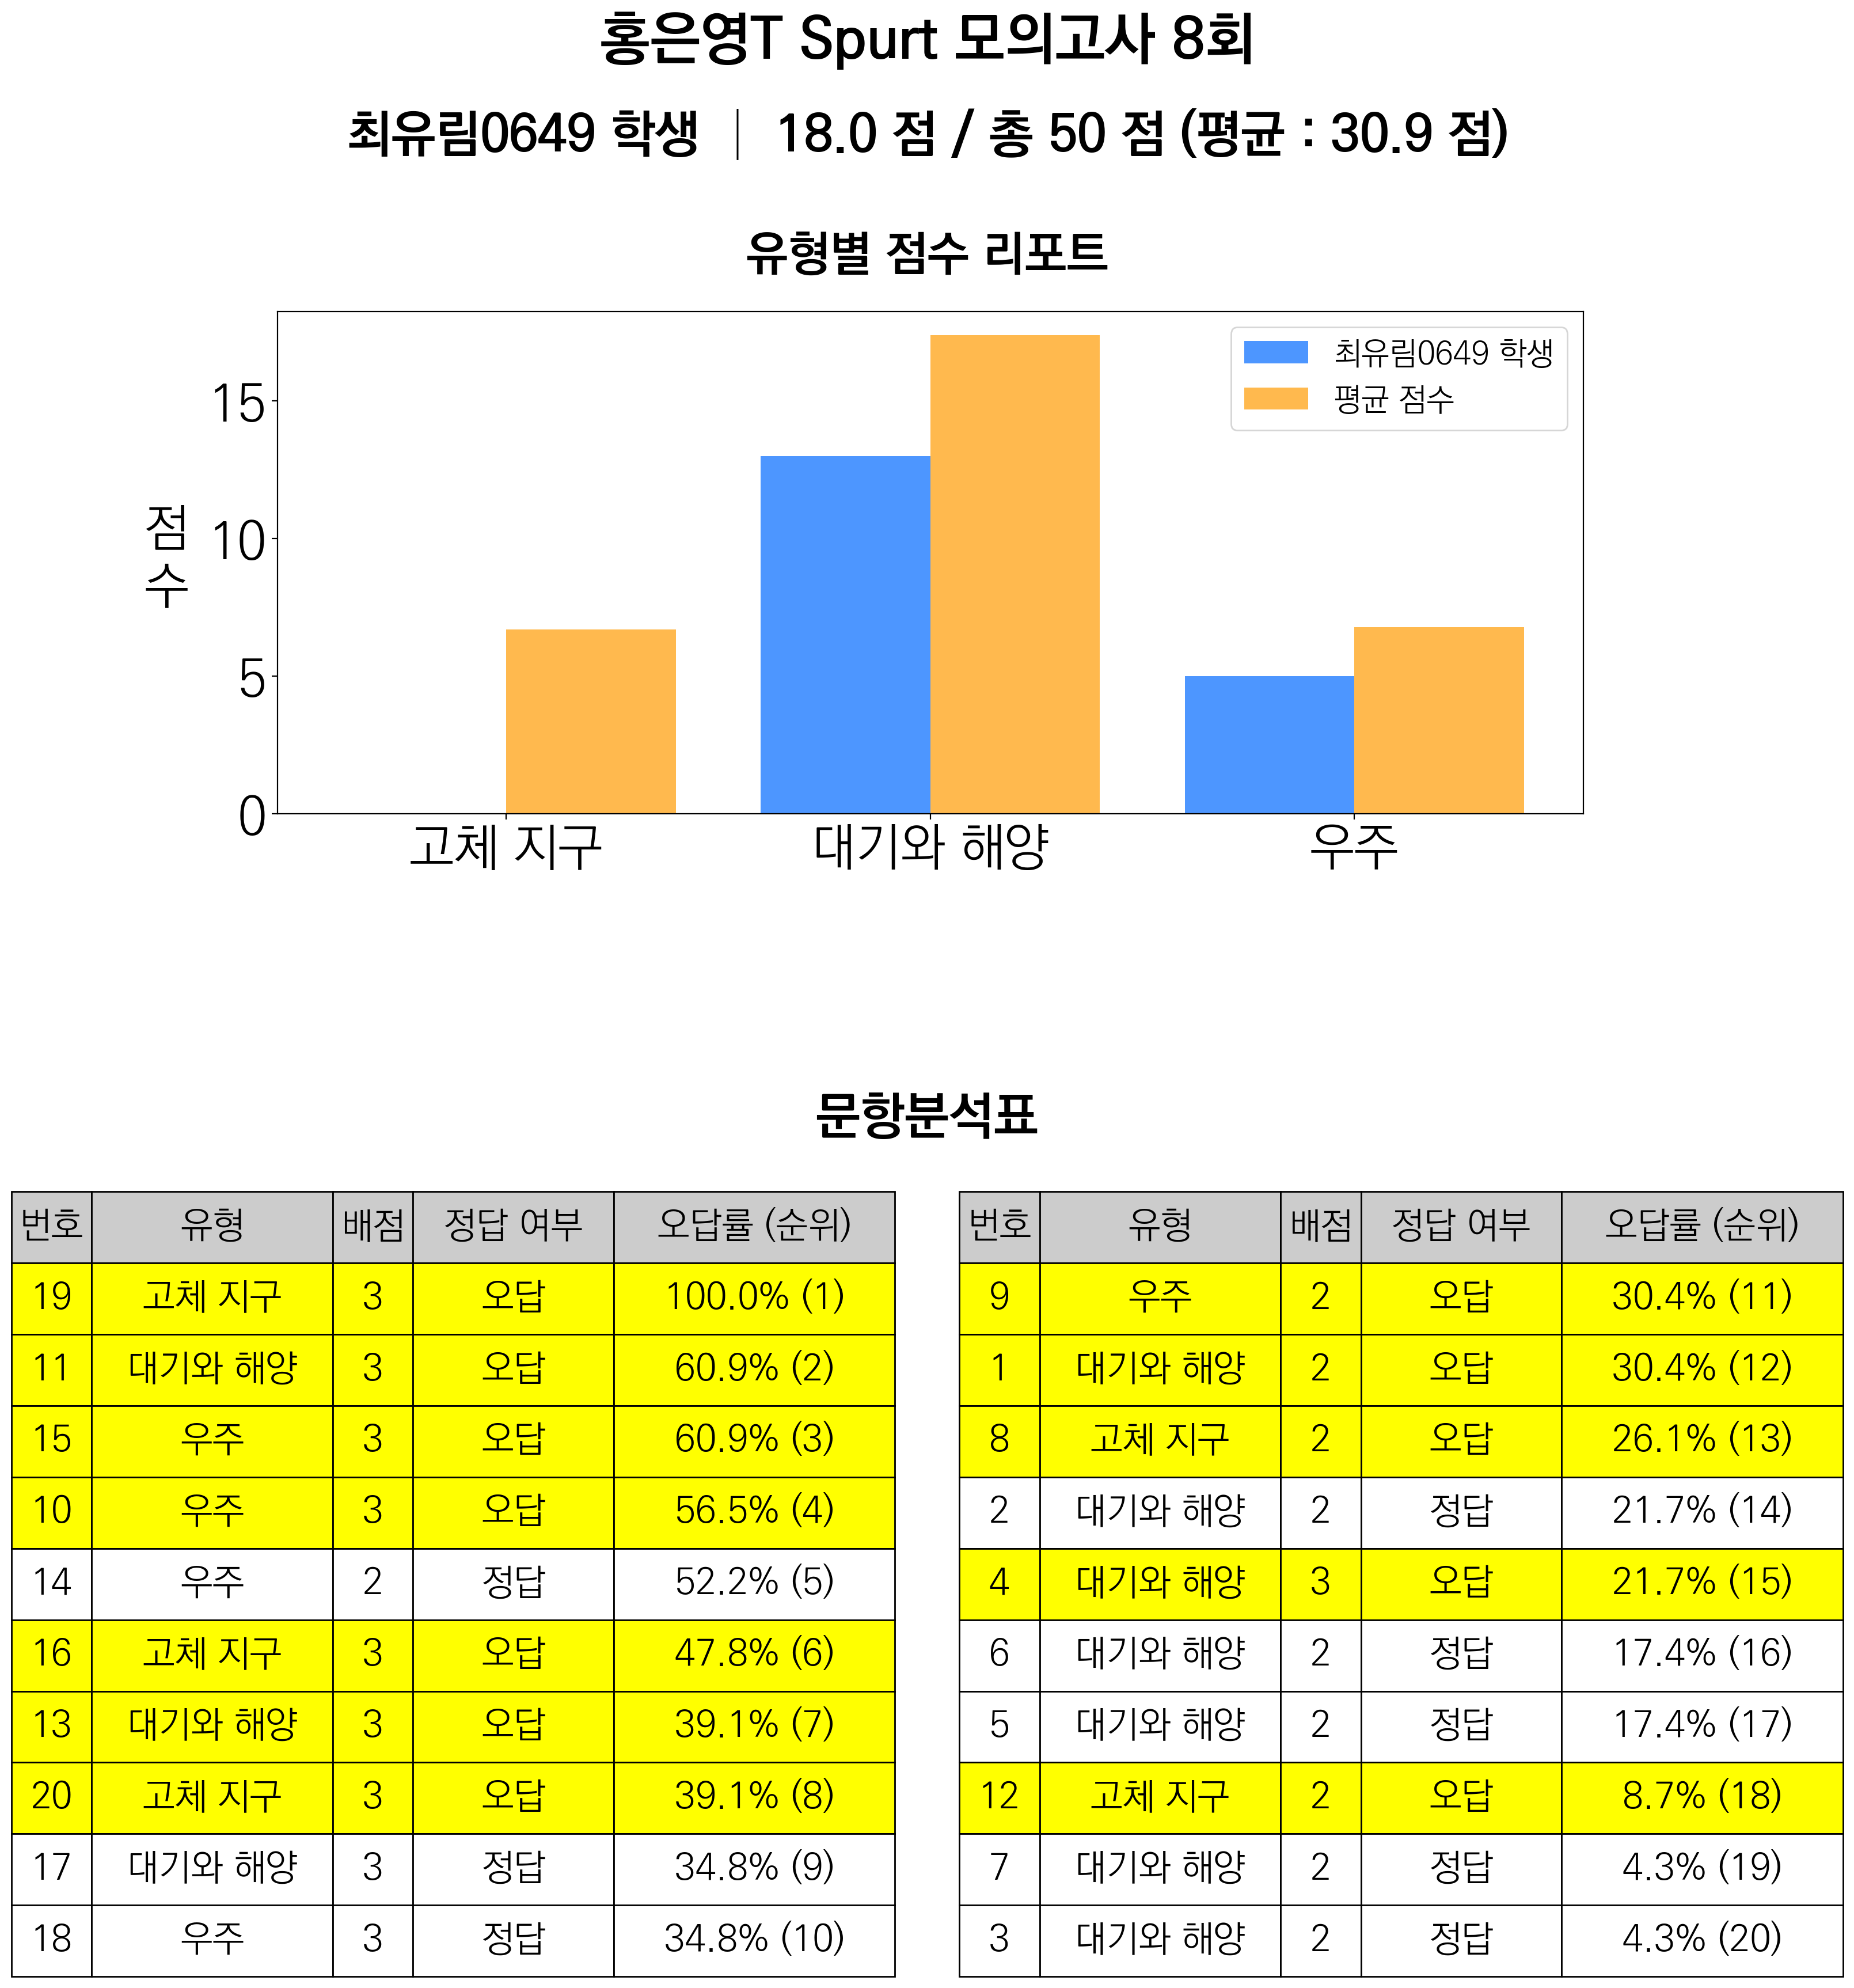 홍은영T Spurt 모의고사 8회
최유림0649 학생 | 18.0 점 / 총 50 점 (평균 : 30.9 점)
유형별 점수 리포트
최유림0649 학생
평균 점수
점
수
15
10
5
0
고체 지구 대기와 해양 우주
문항분석표
번호 유형 배점 정답 여부 오답률 (순위)
19 고체 지구 3 오답 100.0% (1)
11 대기와 해양 3 오답 60.9% (2)
15 우주 3 오답 60.9% (3)
10 우주 3 오답 56.5% (4)
14 우주 2 정답 52.2% (5)
16 고체 지구 3 오답 47.8% (6)
13 대기와 해양 3 오답 39.1% (7)
20 고체 지구 3 오답 39.1% (8)
17 대기와 해양 3 정답 34.8% (9)
18 우주 3 정답 34.8% (10)
번호 유형 배점 정답 여부 오답률 (순위)
9 우주 2 오답 30.4% (11)
1 대기와 해양 2 오답 30.4% (12)
8 고체 지구 2 오답 26.1% (13)
2 대기와 해양 2 정답 21.7% (14)
4 대기와 해양 3 오답 21.7% (15)
6 대기와 해양 2 정답 17.4% (16)
5 대기와 해양 2 정답 17.4% (17)
12 고체 지구 2 오답 8.7% (18)
7 대기와 해양 2 정답 4.3% (19)
3 대기와 해양 2 정답 4.3% (20)